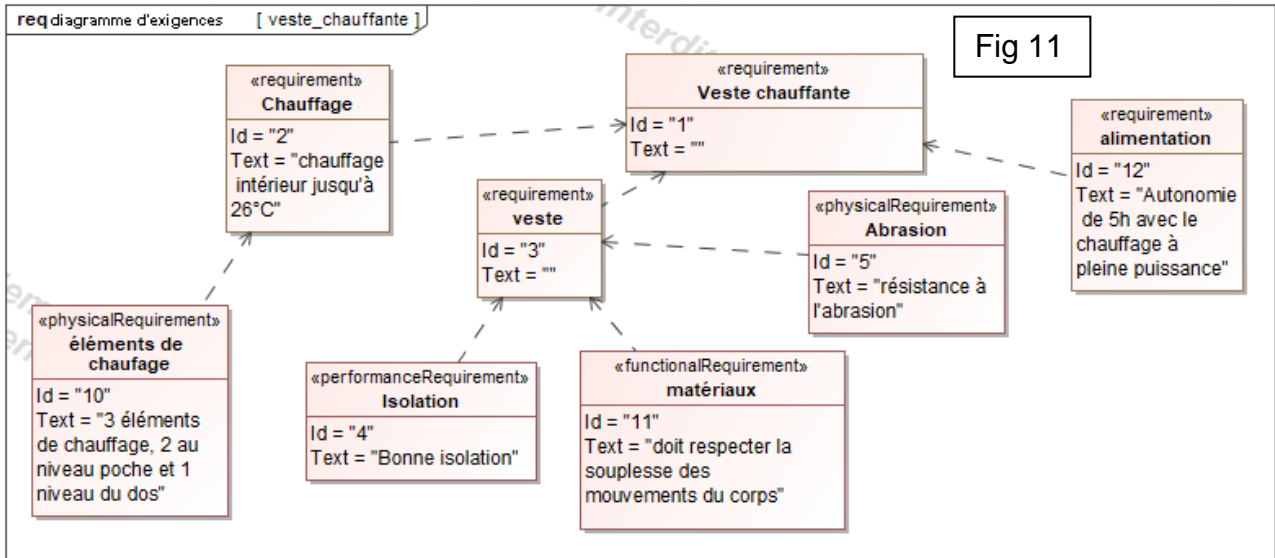 req diagramme d'exigences [ veste_chauffante ]
interdit
Fig 11
«requirement»
Chauffage
Id = "2"
Text = "chauffage
intérieur jusqu'à
26°C"
«requirement»
Veste chauffante
Id = "1"
Text = ""
«requirement»
alimentation
Id = "12"
Text = "Autonomie
de 5h avec le
chauffage à
pleine puissance"
«requirement»
veste
Id = "3"
Text = ""
«physicalRequirement»
Abrasion
Id = "5"
Text = "résistance à
l'abrasion"
«physicalRequirement»
éléments de
chaufage
Id = "10"
Text = "3 éléments
de chauffage, 2 au
niveau poche et 1
niveau du dos"
«performanceRequirement»
Isolation
Id = "4"
Text = "Bonne isolation"
«functionalRequirement»
matériaux
Id = "11"
Text = "doit respecter la
souplesse des
mouvements du corps"